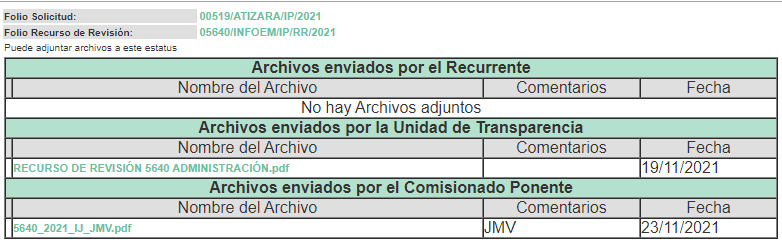 Folio Solicitud: 00519/ATIZARA/IP/2021
Folio Recurso de Revisión: 05640/INFOEM/IP/RR/2021
Puede adjuntar archivos a este estatus
Archivos enviados por el Recurrente
Nombre del Archivo Comentarios Fecha
No hay Archivos adjuntos
Archivos enviados por la Unidad de Transparencia
Nombre del Archivo Comentarios Fecha
RECURSO DE REVISIÓN 5640 ADMINISTRACIÓN.pdf 19/11/2021
Archivos enviados por el Comisionado Ponente
Nombre del Archivo Comentarios Fecha
5640_2021_IJ_JMV.pdf JMV 23/11/2021